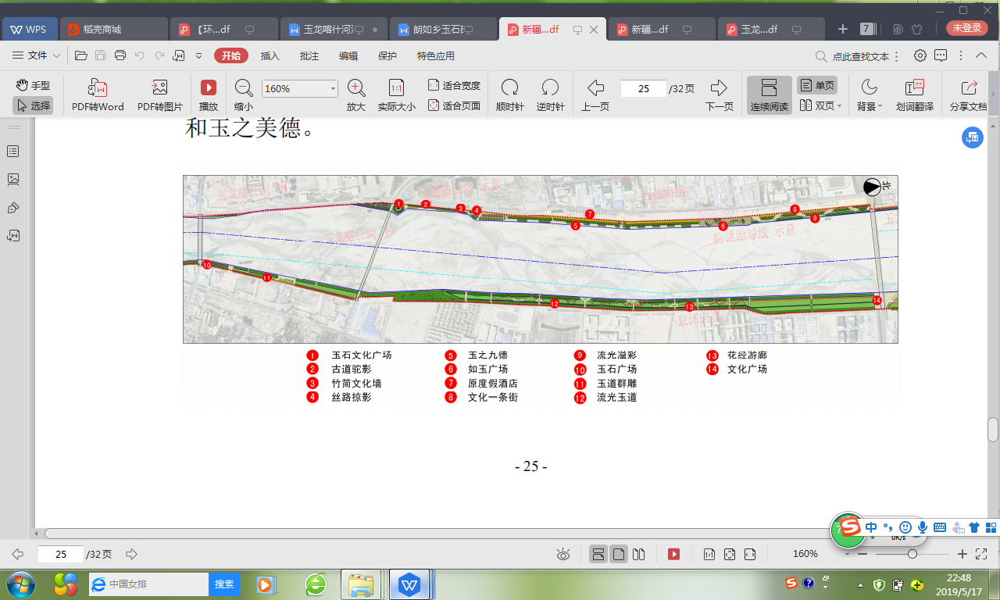 WPS 稻壳商城 【环...df 玉龙喀什河 朗如乡玉石 新疆...df 新疆...df 玉龙...df 7 未登录
文件 开始 插入 批注 编辑 保护 特色应用 点此查找文本
手型 选择 PDF转Word PDF转图片 播放 缩小 160% 放大 1:1 实际大小 适合宽度 适合页面 顺时针 逆时针 上一页 25 /32页 下一页 连续阅读 单页 双页 背景 划词翻译 分享文档
和玉之美德。
北
防洪治导线 示意
1 2 3 4 5 6 7 8 9 10 11 12 13 14
1 玉石文化广场 5 玉之九德 9 流光溢彩 13 花经游廊
2 古道驼影 6 如玉广场 10 玉石广场 14 文化广场
3 竹简文化墙 7 原度假酒店 11 玉道群雕
4 丝路掠影 8 文化一条街 12 流光玉道
- 25 -
中
0K/s
25 /32页 1:1 160%
中国女排 搜索
22:48
2019/5/17